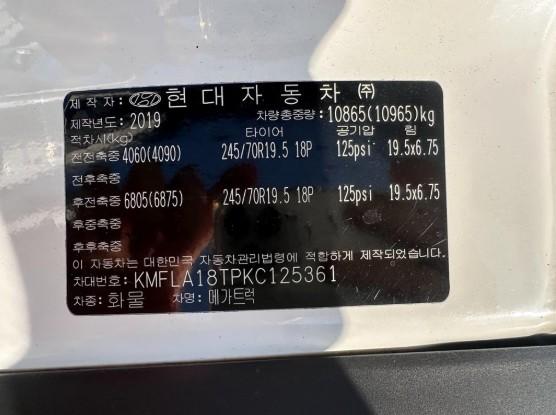 제 작 자 : 현 대 자 동 차 ㈜
제작년도: 2019 차량총중량: 10865(10965)kg
적차시(kg) 타이어 공기압 림
전전축중 4060(4090) 245/70R19.5 18P 125psi 19.5x6.75
전후축중
후전축중 6805(6875) 245/70R19.5 18P 125psi 19.5x6.75
후중축중
후후축중
이 자동차는 대한민국 자동차관리법령에 적합하게 제작되었습니다.
차대번호: KMFLA18TPKC125361
차종: 화물 차명: 메가트럭